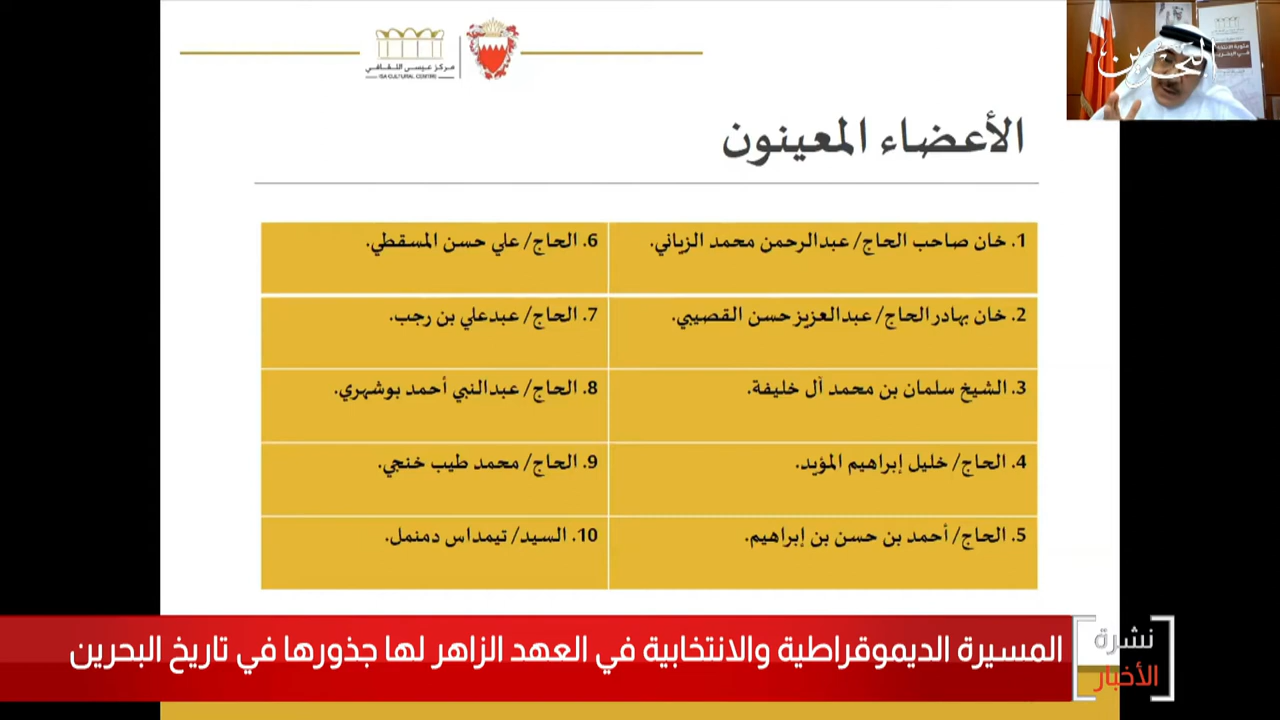 مركز عيسى الثقافي
ISA CULTURAL CENTRE
البحرين
الأعضاء المعينون
1. خان صاحب الحاج/ عبدالرحمن محمد الزياني.
6. الحاج/ علي حسن المسقطي.
2. خان بهادر الحاج/ عبدالعزيز حسن القصيبي.
7. الحاج/ عبدعلي بن رجب.
3. الشيخ سلمان بن محمد آل خليفة.
8. الحاج/ عبدالنبي أحمد بوشهري.
4. الحاج/ خليل إبراهيم المؤيد.
9. الحاج/ محمد طيب خنجي.
5. الحاج/ أحمد بن حسن بن إبراهيم.
10. السيد/ تيمداس دمنمل.
نشرة
الأخبار
المسيرة الديموقراطية والانتخابية في العهد الزاهر لها جذورها في تاريخ البحرين